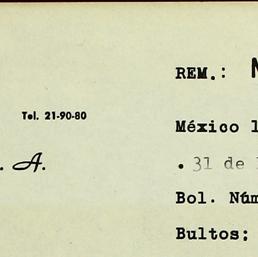 REM.:
Tel. 21-90-80
México
. A.
. 31 de
Bol. Núm
Bultos: